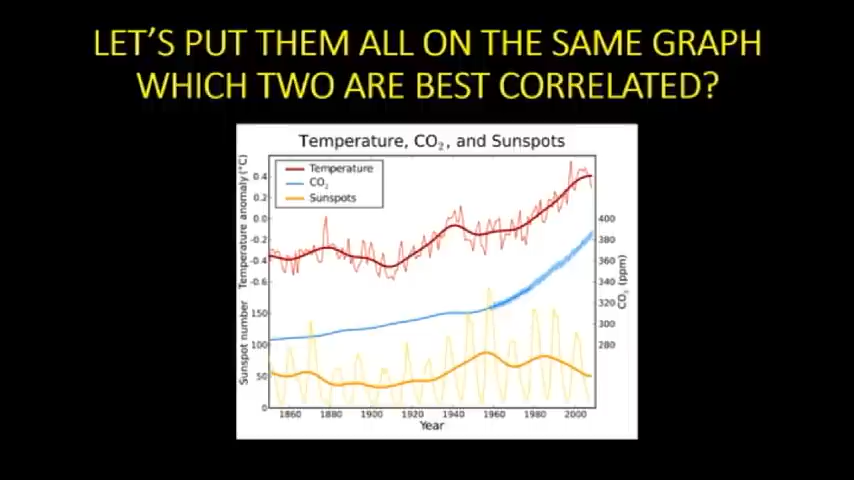 LET'S PUT THEM ALL ON THE SAME GRAPH
WHICH TWO ARE BEST CORRELATED?
Temperature, CO₂, and Sunspots
Temperature
CO₂
Sunspots
Temperature anomaly (°C)
0.4
0.2
0.0
-0.2
-0.4
-0.6
Sunspot number
150
100
50
0
400
380
360
340
320
300
280
CO₂ (ppm)
1860 1880 1900 1920 1940 1960 1980 2000
Year